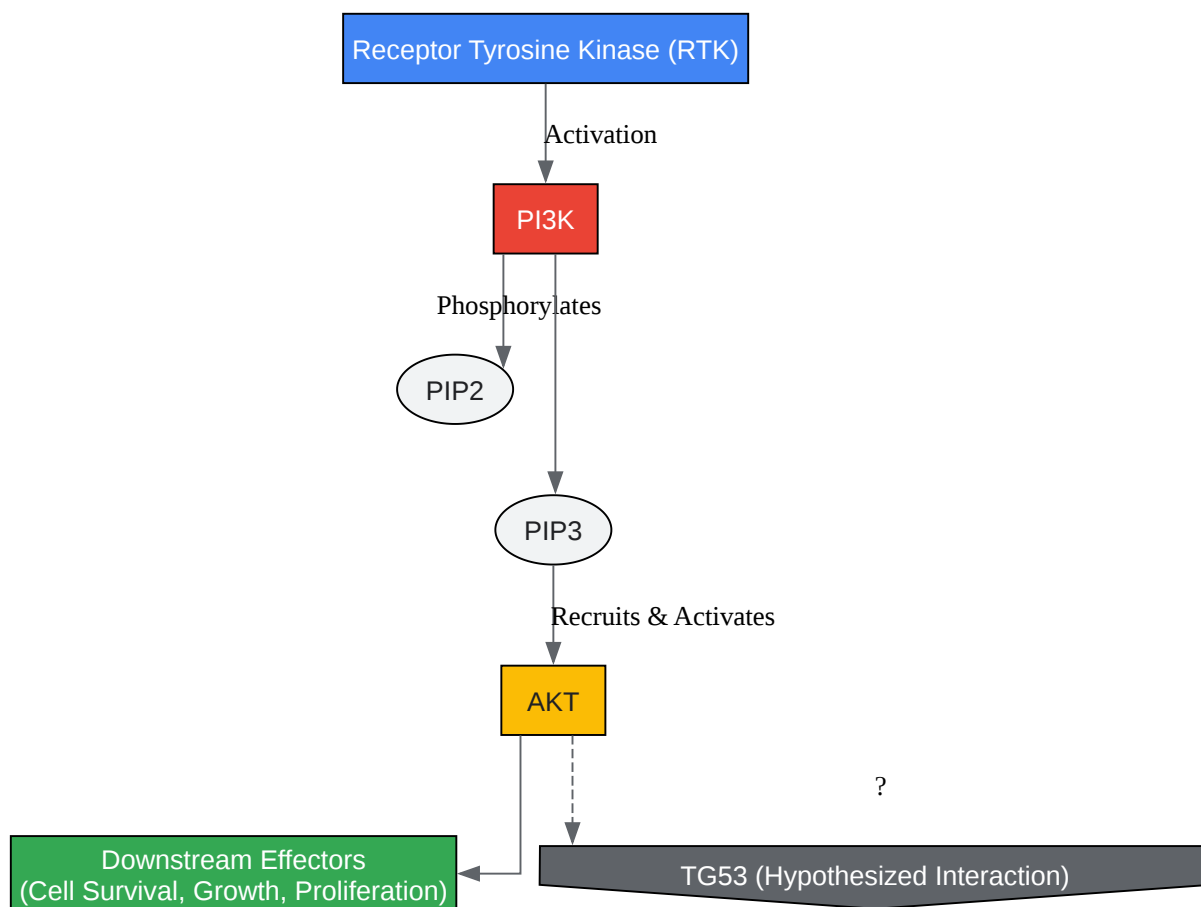 Receptor Tyrosine Kinase (RTK)
Activation
PI3K
Phosphorylates
PIP2
PIP3
Recruits & Activates
AKT
?
Downstream Effectors
(Cell Survival, Growth, Proliferation)
TG53 (Hypothesized Interaction)